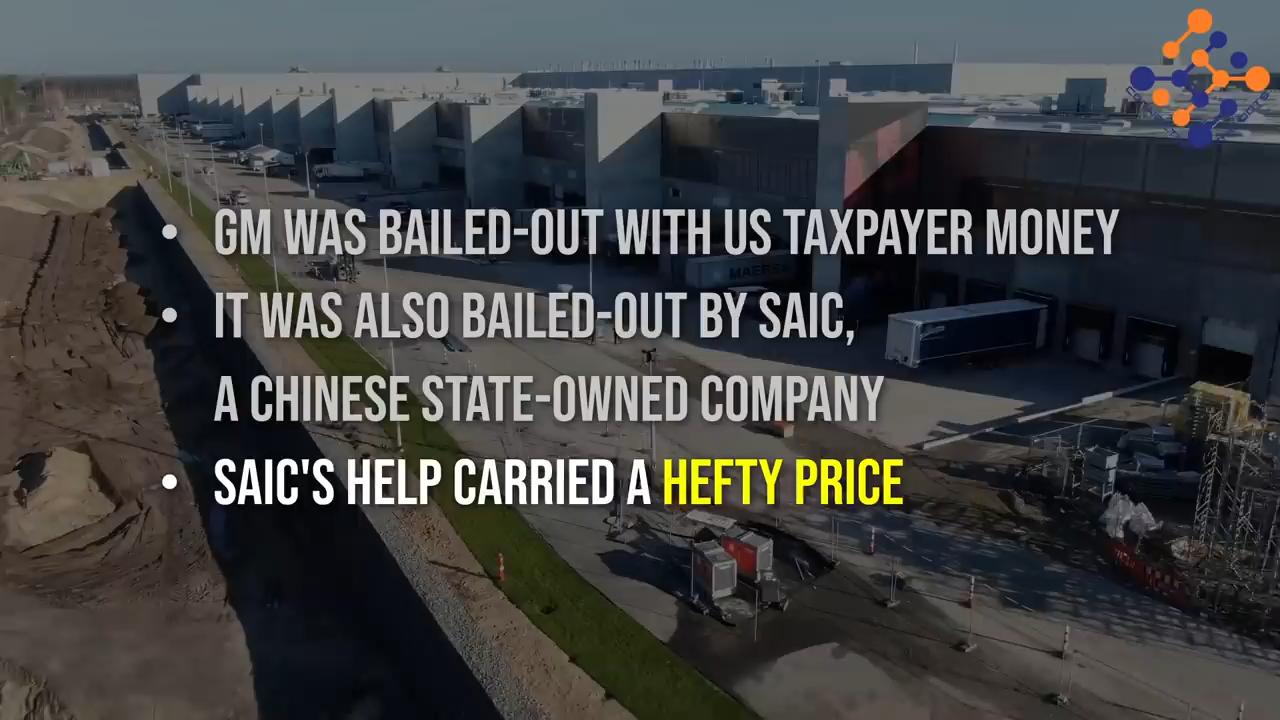 • GM WAS BAILED-OUT WITH US TAXPAYER MONEY
• IT WAS ALSO BAILED-OUT BY SAIC,
A CHINESE STATE-OWNED COMPANY
• SAIC'S HELP CARRIED A HEFTY PRICE
MAERSK